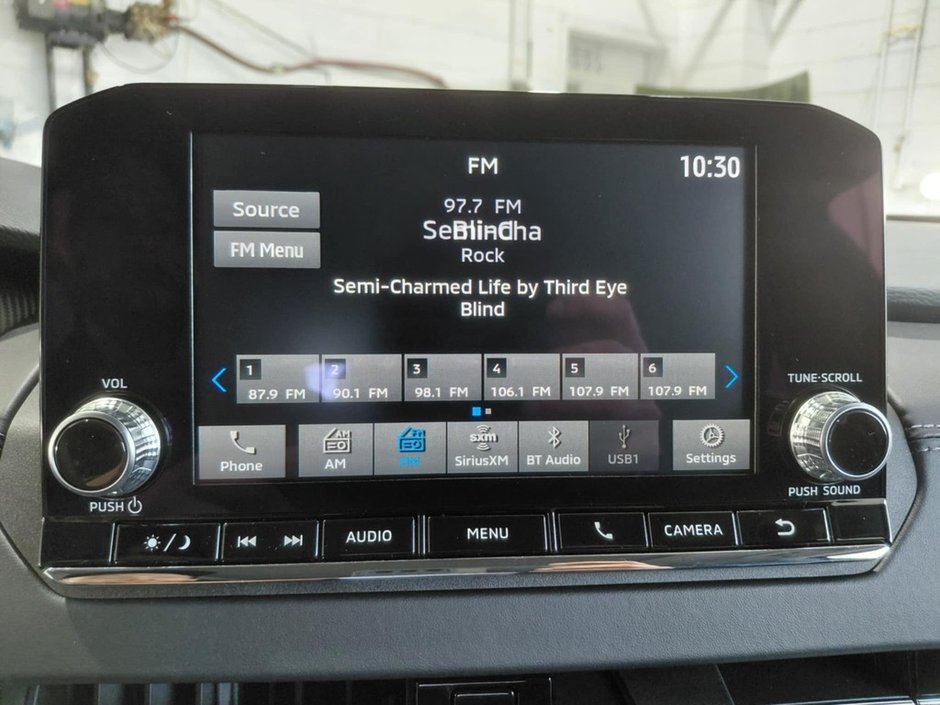 FM
10:30
Source
97.7 FM
Blind
Rock
FM Menu
Semi-Charmed Life by Third Eye
Blind
1
2
3
4
5
6
87.9 FM
90.1 FM
98.1 FM
106.1 FM
107.9 FM
107.9 FM
VOL
TUNE·SCROLL
Phone
AM
AM
sxm
SiriusXM
BT Audio
USB1
Settings
PUSH
PUSH SOUND
AUDIO
MENU
CAMERA